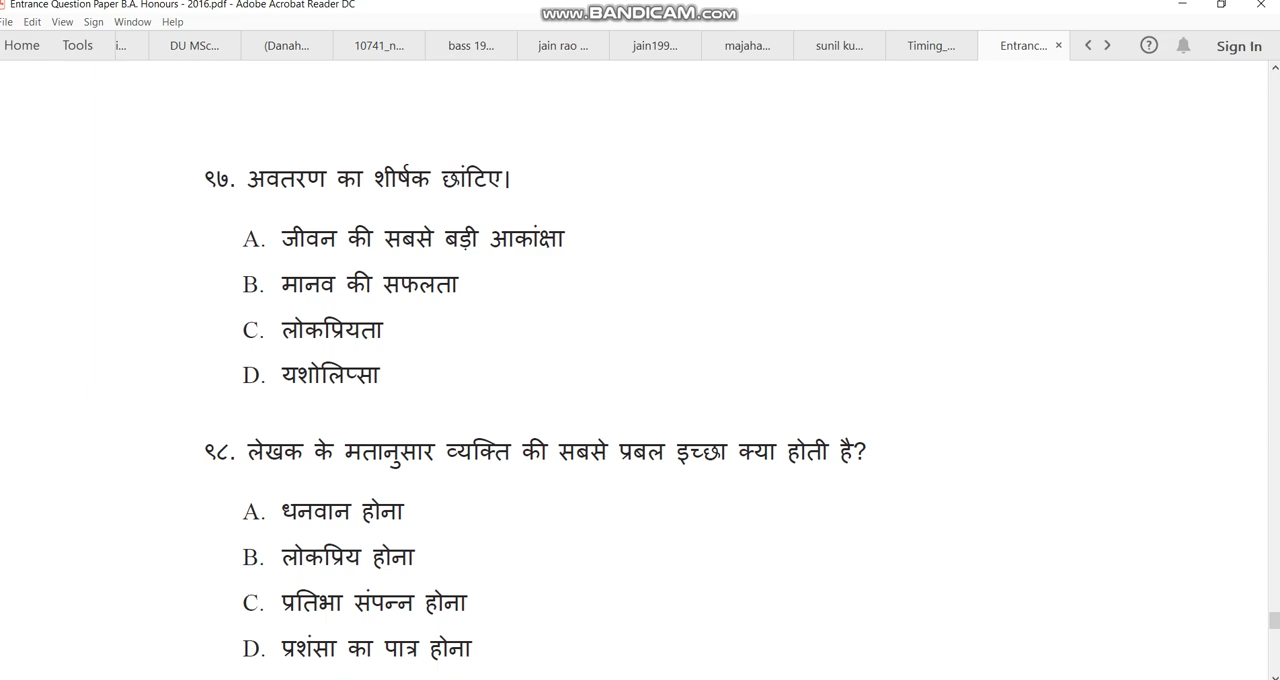 Entrance Question Paper B.A. Honours - 2016.pdf - Adobe Acrobat Reader DC
www.BANDICAM.com
File Edit View Sign Window Help
Home Tools i... DU MSc... (Danah... 10741_n... bass 19... jain rao ... jain199... majaha... sunil ku... Timing_... Entranc... × Sign In
९७. अवतरण का शीर्षक छांटिए।
A. जीवन की सबसे बड़ी आकांक्षा
B. मानव की सफलता
C. लोकप्रियता
D. यशोलिप्सा
९८. लेखक के मतानुसार व्यक्ति की सबसे प्रबल इच्छा क्या होती है?
A. धनवान होना
B. लोकप्रिय होना
C. प्रतिभा संपन्न होना
D. प्रशंसा का पात्र होना